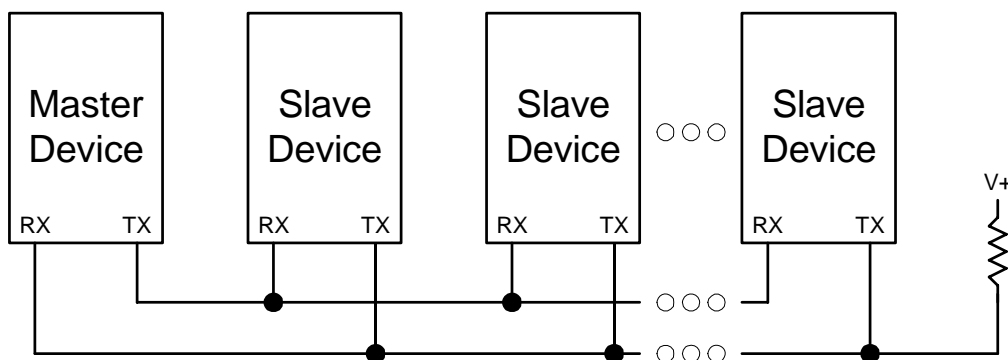 Master
Device
Slave
Device
Slave
Device
Slave
Device
V+
RX TX
RX TX
RX TX
RX TX